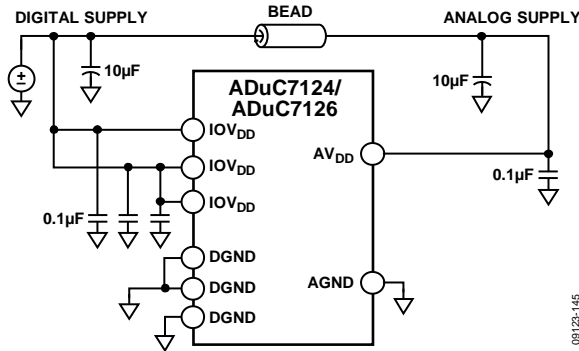 DIGITAL SUPPLY
BEAD
ANALOG SUPPLY
10µF
10µF
±
ADuC7124/
ADuC7126
IOVDD
IOVDD
IOVDD
AVDD
0.1µF
0.1µF
DGND
DGND
DGND
AGND
09123-145